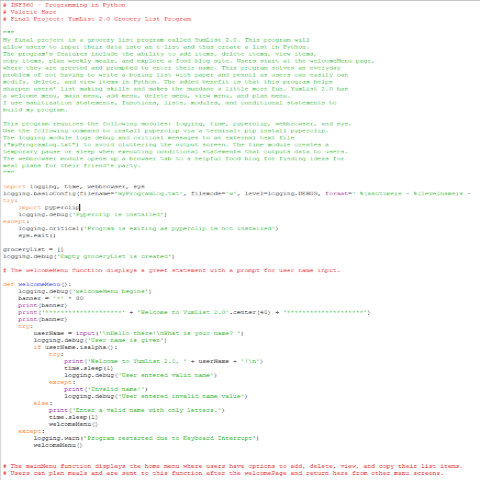 # INF360 - Programming in Python
# Valerie Mace
# Final Project: YumList 2.0 Grocery List Program
"""
My final project is a grocery list program called YumList 2.0. This program will
allow users to input their data into an e-list and thus create a list in Python.
The program's features include the ability to add items, delete items, view items,
copy items, plan weekly meals, and explore a food blog site. Users start at the welcomeMenu page,
where they are greeted and prompted to enter their name. This program solves an everyday
problem of not having to write a boring list with paper and pencil as users can easily can
modify, delete, and view items in Python. The added benefit is that this program helps
sharpen users' list making skills and makes the mundane a little more fun. YumList 2.0 has
a welcome menu, main menu, add menu, delete menu, view menu, and plan menu.
I use sanitization statements, functions, lists, modules, and conditional statements to
build my program.
This program requires the following modules: logging, time, pyperclip, webbrowser, and sys.
Use the following command to install pyperclip via a terminal: pip install pyperclip.
The logging module logs debug and critical messages to an external text file
("myProgramLog.txt") to avoid cluttering the output screen. The time module creates a
temporary pause or sleep when executing conditional statements that outputs data to users.
The webbrowser module opens up a browser tab to a helpful food blog for finding ideas for
meal plans for their friend's party.
"""
import logging, time, webbrowser, sys
logging.basicConfig(filename='myProgramLog.txt', filemode='w', level=logging.DEBUG, format=' %(asctime)s - %(levelname)s -
try:
import pyperclip
logging.debug('Pyperclip is installed')
except:
logging.critical('Program is exiting as pyperclip is not installed')
sys.exit()
groceryList = []
logging.debug('Empty groceryList is created')
# The welcomeMenu function displays a greet statement with a prompt for user name input.
def welcomeMenu():
logging.debug('welcomeMenu begins')
banner = '*' * 80
print(banner)
print('********************' + 'Welcome to YumList 2.0'.center(40) + '********************')
print(banner)
try:
userName = input('\nHello there!\nWhat is your name? ')
logging.debug('User name is given')
if userName.isalpha():
try:
print('Welcome to YumList 2.0, ' + userName + '!\n')
time.sleep(1)
logging.debug('User entered valid name')
except:
print('Invalid name!')
logging.debug('User entered invalid name value')
else:
print('Enter a valid name with only letters.')
time.sleep(1)
welcomeMenu()
except:
logging.warn('Program restarted due to Keyboard Interrupt')
welcomeMenu()
# The mainMenu function displays the home menu where users have options to add, delete, view, and copy their list items.
# Users can plan meals and are sent to this function after the welcomePage and return here from other menu screens.